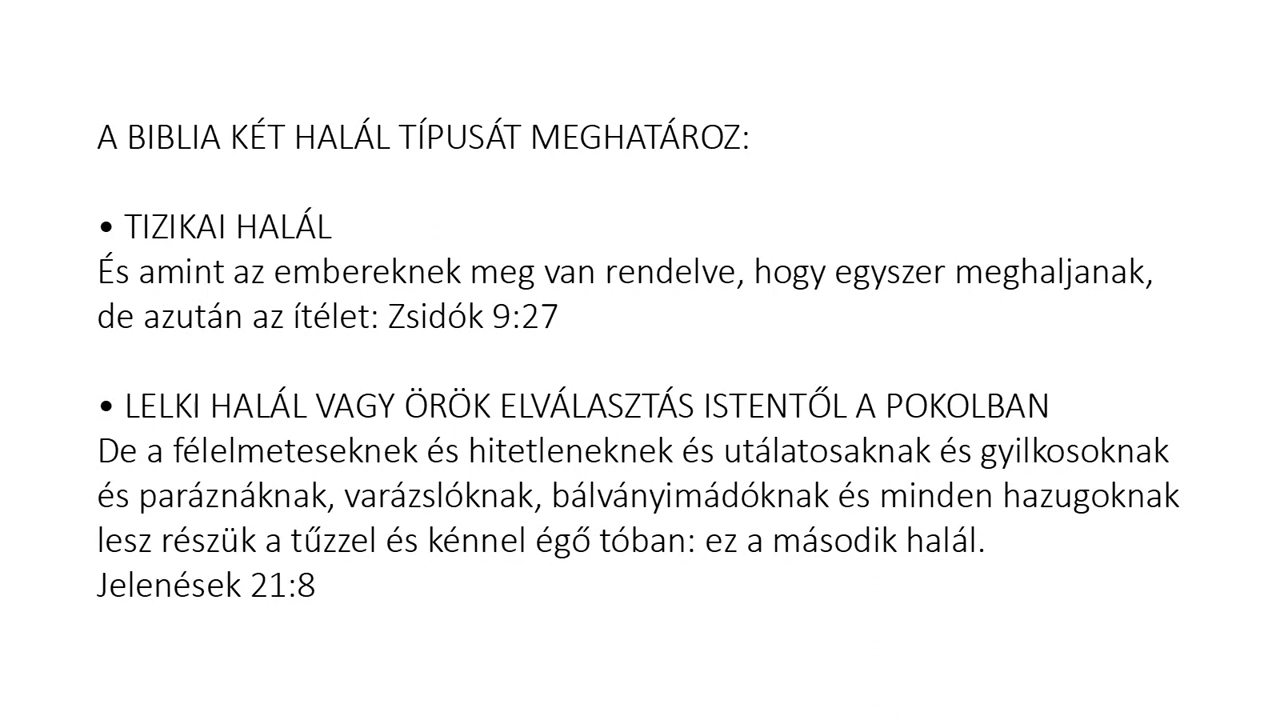 A BIBLIA KÉT HALÁL TÍPUSÁT MEGHATÁROZ:
• TIZIKAI HALÁL
És amint az embereknek meg van rendelve, hogy egyszer meghaljanak,
de azután az ítélet: Zsidók 9:27
• LELKI HALÁL VAGY ÖRÖK ELVÁLASZTÁS ISTENTŐL A POKOLBAN
De a félelmeteseknek és hitetleneknek és utálatosaknak és gyilkosoknak
és paráznáknak, varázslóknak, bálványimádóknak és minden hazugoknak
lesz részük a tűzzel és kénnel égő tóban: ez a második halál.
Jelenések 21:8